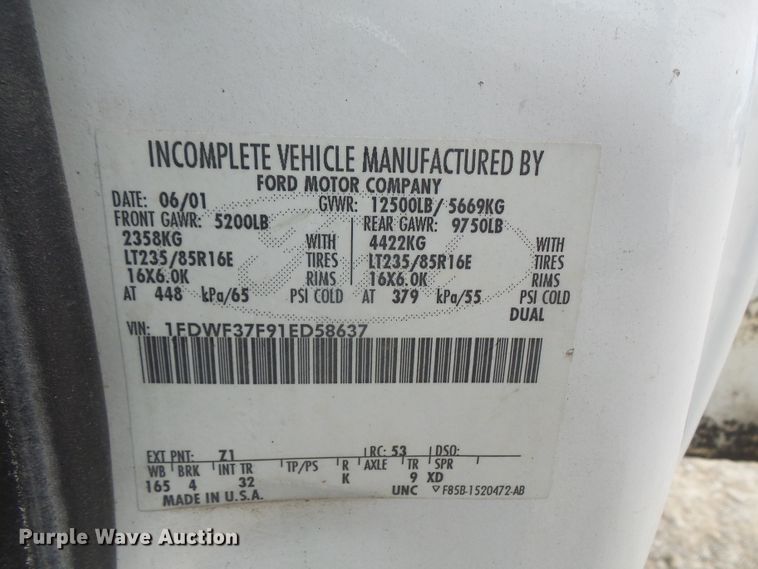 INCOMPLETE VEHICLE MANUFACTURED BY
FORD MOTOR COMPANY
DATE: 06/01 GVWR: 12500LB/ 5669KG
FRONT GAWR: 5200LB REAR GAWR: 9750LB
2358KG WITH 4422KG WITH
LT235/85R16E TIRES LT235/85R16E TIRES
16X6.0K RIMS 16X6.0K RIMS
AT 448 kPa/65 PSI COLD AT 379 kPa/55 PSI COLD
DUAL
VIN: 1FDWF37F91ED58637
EXT PNT: Z1 RC: 53 DSO:
WB BRK INT TR TP/PS R AXLE TR SPR
165 4 32 K 9 XD
MADE IN U.S.A. UNC F85B-1520472-AB
Purple Wave Auction